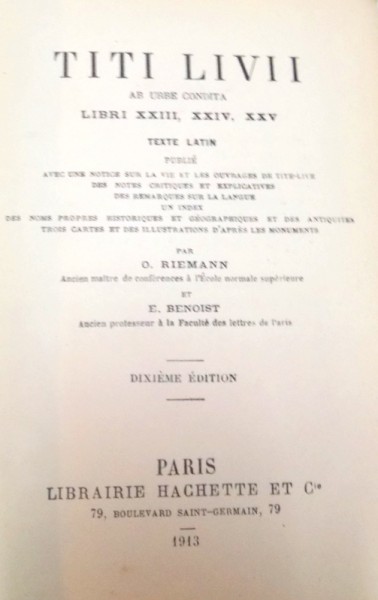 TITI LIVII
AB URBE CONDITA
LIBRI XXIII, XXIV, XXV
TEXTE LATIN
PUBLIÉ
AVEC UNE NOTICE SUR LA VIE ET LES OUVRAGES DE TITE-LIVE
DES NOTES CRITIQUES ET EXPLICATIVES
DES REMARQUES SUR LA LANGUE
UN INDEX
DES NOMS PROPRES HISTORIQUES ET GÉOGRAPHIQUES ET DES ANTIQUITÉS
TROIS CARTES ET DES ILLUSTRATIONS D'APRÈS LES MONUMENTS
PAR
O. RIEMANN
Ancien maître de conférences à l'École normale supérieure
ET
E. BENOIST
Ancien professeur à la Faculté des lettres de Paris
DIXIÈME ÉDITION
PARIS
LIBRAIRIE HACHETTE ET Cie
79, BOULEVARD SAINT-GERMAIN, 79
1913